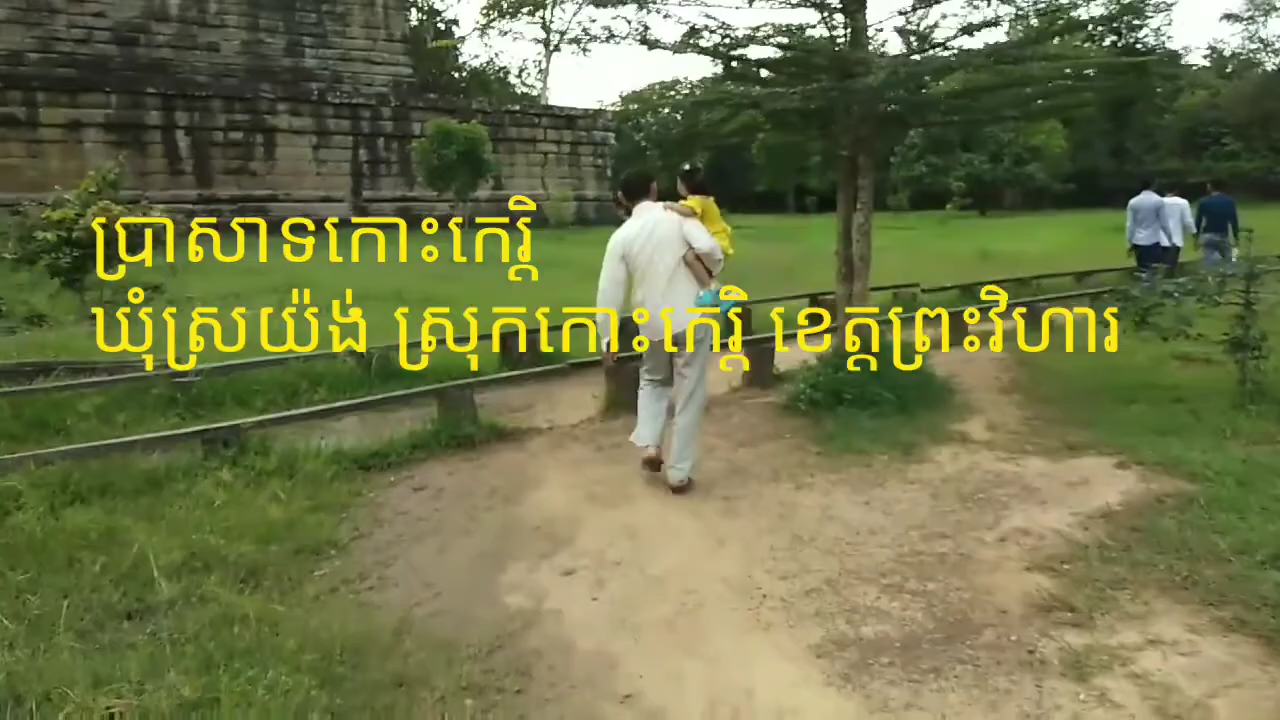 ប្រាសាទកោះកេរ្តិ៍
ឃុំស្រយ៉ង់ ស្រុកកោះកេរ្តិ៍ ខេត្តព្រះវិហារ